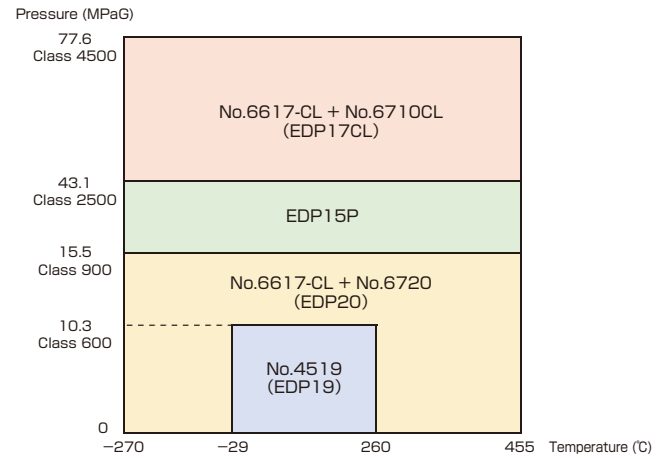 Pressure (MPaG)
77.6
Class 4500
No.6617-CL + No.6710CL
(EDP17CL)
43.1
Class 2500
EDP15P
15.5
Class 900
No.6617-CL + No.6720
(EDP20)
10.3
Class 600
No.4519
(EDP19)
0
−270
−29
260
455
Temperature (℃)